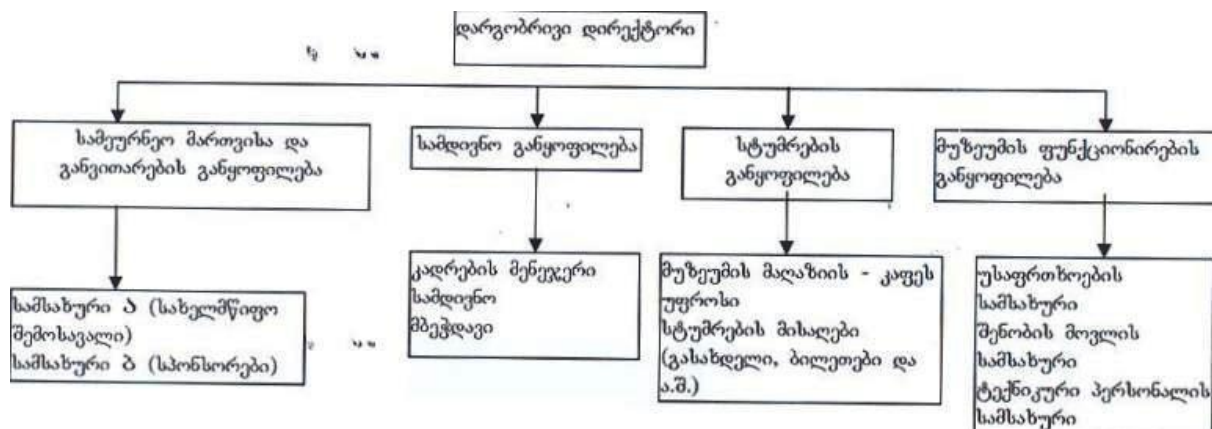 დარგობრივი დირექტორი
სამეურნეო მართვისა და
განვითარების განყოფილება
სამდივნო განყოფილება
სტუმრების
განყოფილება
მუზეუმის ფუნქციონირების
განყოფილება
სამსახური ა (სახელმწიფო
შემოსავალი)
სამსახური ბ (სპონსორები)
კადრების მენეჯერი
სამდივნო
მბეჭდავი
მუზეუმის მაღაზიის - კაფეს
უფროსი
სტუმრების მისაღები
(გასახდელი, ბილეთები და
ა.შ.)
უსაფრთხოების
სამსახური
შენობის მოვლის
სამსახური
ტექნიკური პერსონალის
სამსახური